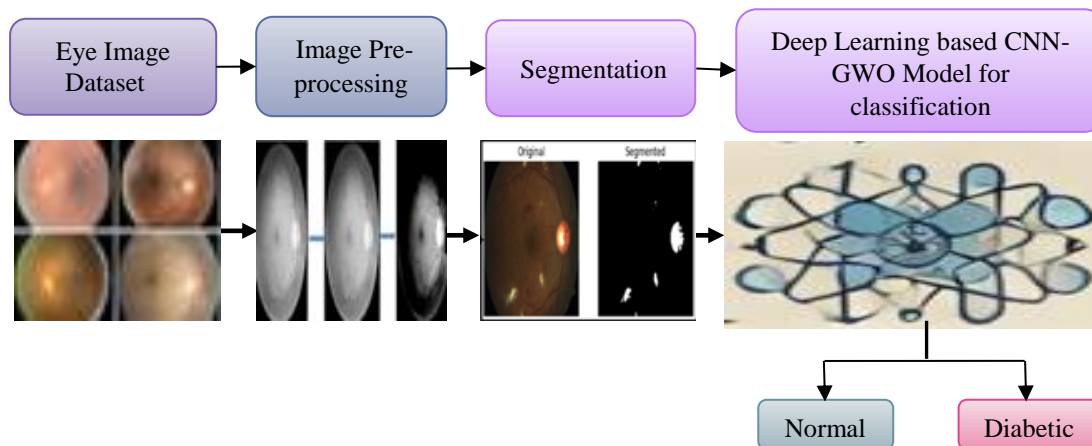 Eye Image
Dataset
Image Pre-
processing
Segmentation
Deep Learning based CNN-
GWO Model for
classification
Original
Segmented
Normal
Diabetic